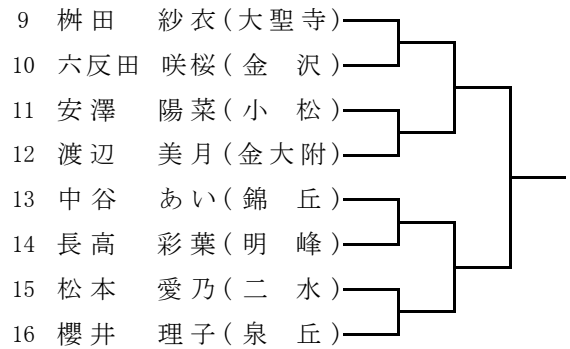 9 桝田 紗衣(大聖寺)
10 六反田 咲桜(金 沢)
11 安澤 陽菜(小 松)
12 渡辺 美月(金大附)
13 中谷 あい(錦 丘)
14 長高 彩葉(明 峰)
15 松本 愛乃(二 水)
16 櫻井 理子(泉 丘)